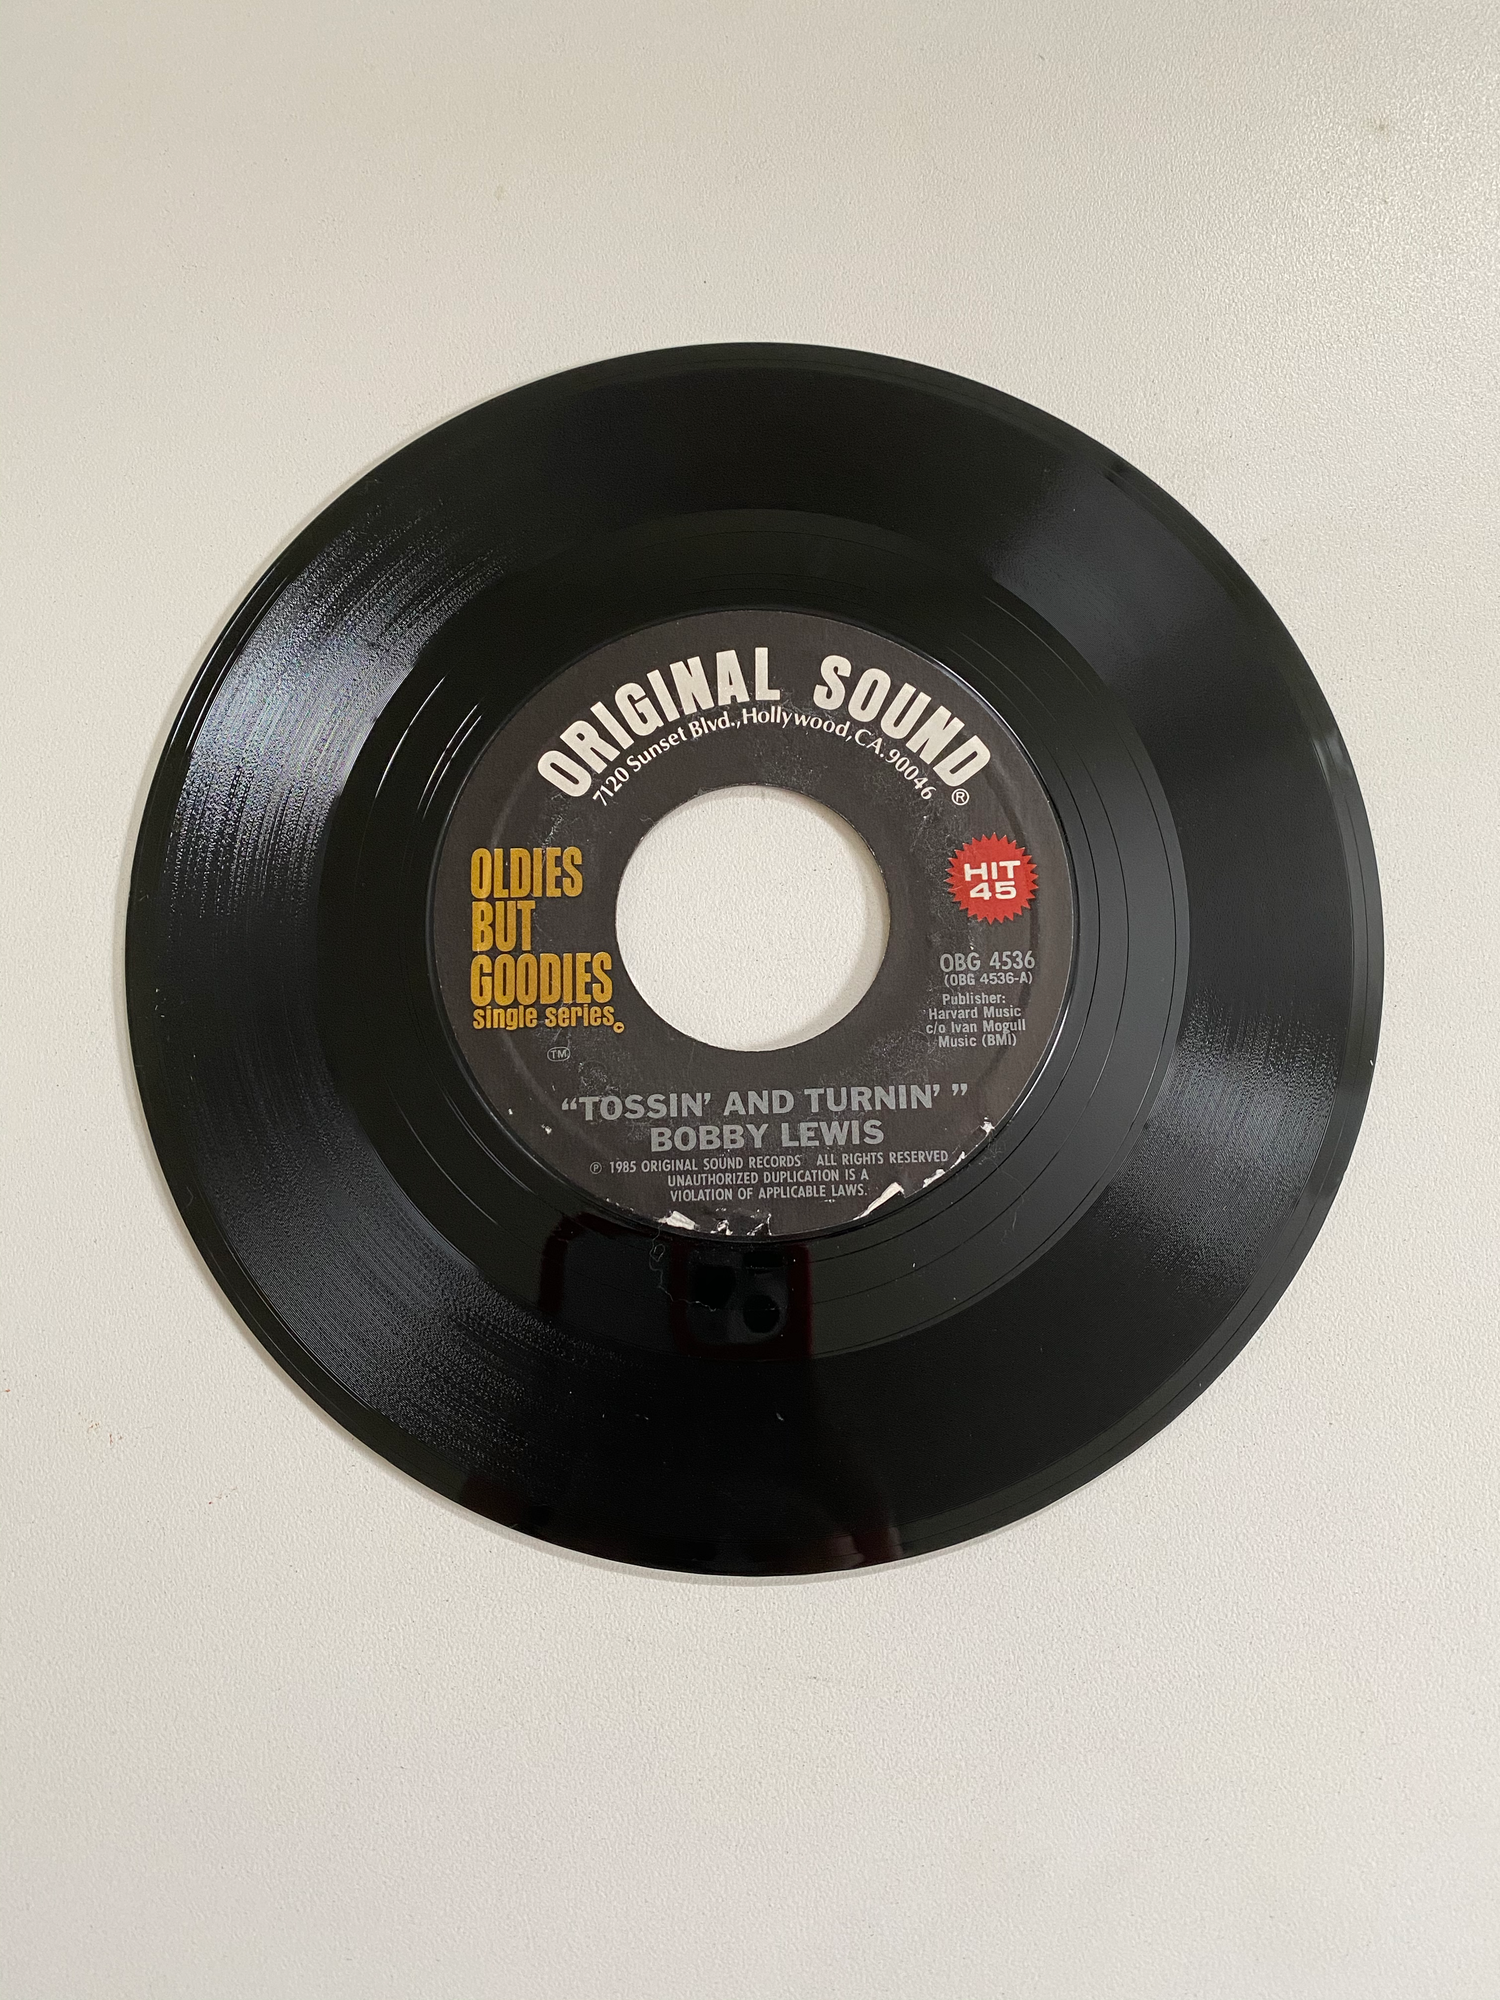 ORIGINAL SOUND®
7120 Sunset Blvd., Hollywood, CA. 90046
OLDIES
BUT
GOODIES
single series©
TM
HIT
45
OBG 4536
(OBG 4536-A)
Publisher:
Harvard Music
c/o Ivan Mogull
Music (BMI)
“TOSSIN’ AND TURNIN’ ”
BOBBY LEWIS
℗ 1985 ORIGINAL SOUND RECORDS ALL RIGHTS RESERVED
UNAUTHORIZED DUPLICATION IS A
VIOLATION OF APPLICABLE LAWS.